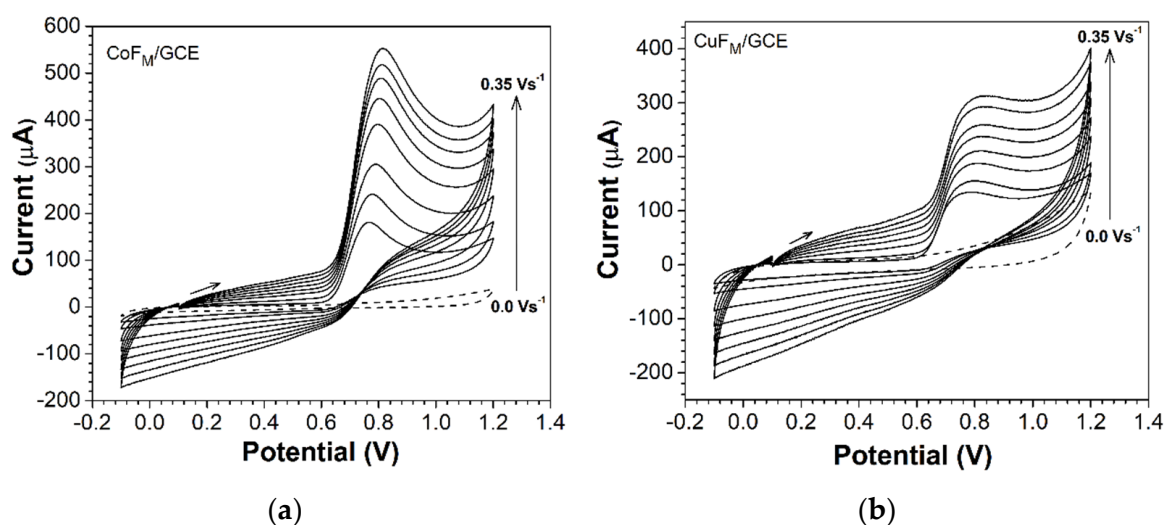 CoF_M/GCE
600
500
400
300
200
100
0
-100
-200
Current (μA)
0.35 Vs⁻¹
0.0 Vs⁻¹
-0.2 0.0 0.2 0.4 0.6 0.8 1.0 1.2 1.4
Potential (V)
(a)
CuF_M/GCE
400
300
200
100
0
-100
-200
Current (μA)
0.35 Vs⁻¹
0.0 Vs⁻¹
-0.2 0.0 0.2 0.4 0.6 0.8 1.0 1.2 1.4
Potential (V)
(b)